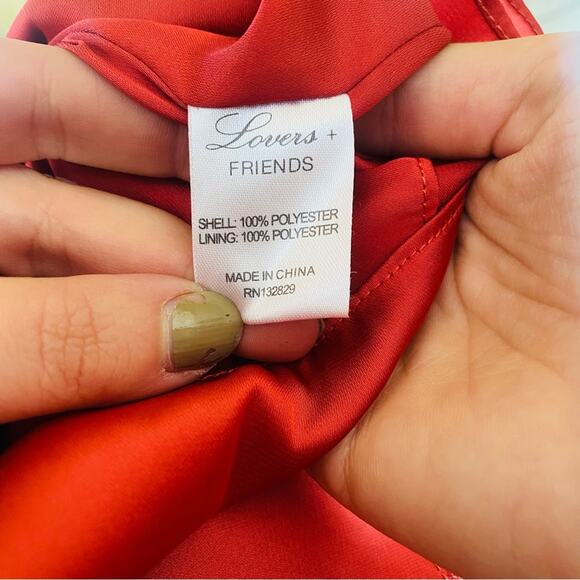 Lovers +
FRIENDS
SHELL: 100% POLYESTER
LINING: 100% POLYESTER
MADE IN CHINA
RN132829